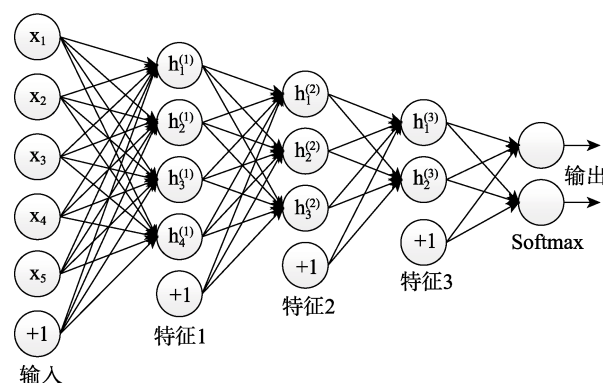 x₁
x₂
x₃
x₄
x₅
+1
输入
h₁⁽¹⁾
h₂⁽¹⁾
h₃⁽¹⁾
h₄⁽¹⁾
+1
特征1
h₁⁽²⁾
h₂⁽²⁾
h₃⁽²⁾
+1
特征2
h₁⁽³⁾
h₂⁽³⁾
+1
特征3
输出
Softmax